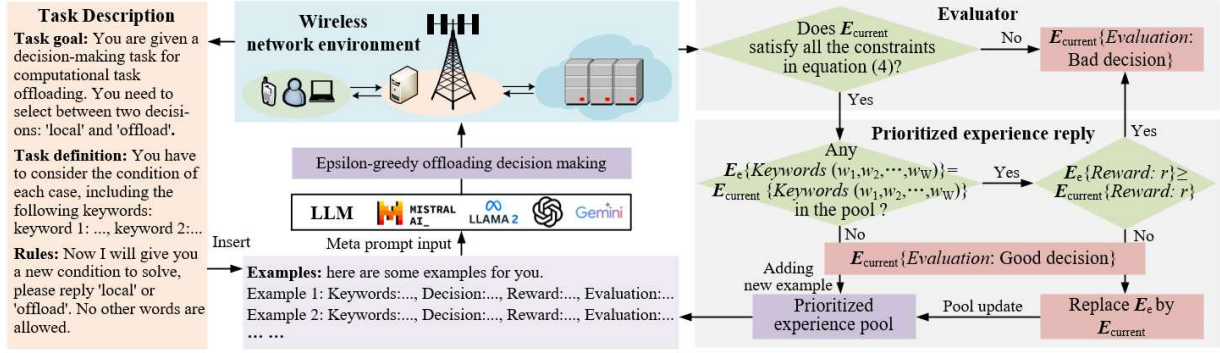 Task Description
Task goal: You are given a
decision-making task for
computational task
offloading. You need to
select between two decisi-
ons: 'local' and 'offload'.
Task definition: You have
to consider the condition
of each case, including the
following keywords:
keyword 1: ..., keyword 2:...
Rules: Now I will give you
a new condition to solve,
please reply 'local' or
'offload'. No other words are
allowed.
Insert
Wireless
network environment
Epsilon-greedy offloading decision making
LLM
MISTRAL
AI_
LLAMA 2
Gemini
Meta prompt input
Examples: here are some examples for you.
Example 1: Keywords:..., Decision:..., Reward:..., Evaluation:...
Example 2: Keywords:..., Decision:..., Reward:..., Evaluation:...
... ...
Evaluator
Does E_current
satisfy all the constraints
in equation (4)?
No
E_current{Evaluation:
Bad decision}
Yes
Prioritized experience reply
Yes
Any
E_e{Keywords (w_1,w_2,⋯,w_W)}=
E_current {Keywords (w_1,w_2,⋯,w_W)}
in the pool ?
Yes
E_e{Reward: r}≥
E_current{Reward: r}
No
No
E_current{Evaluation: Good decision}
Adding
new example
Prioritized
experience pool
Pool update
Replace E_e by
E_current